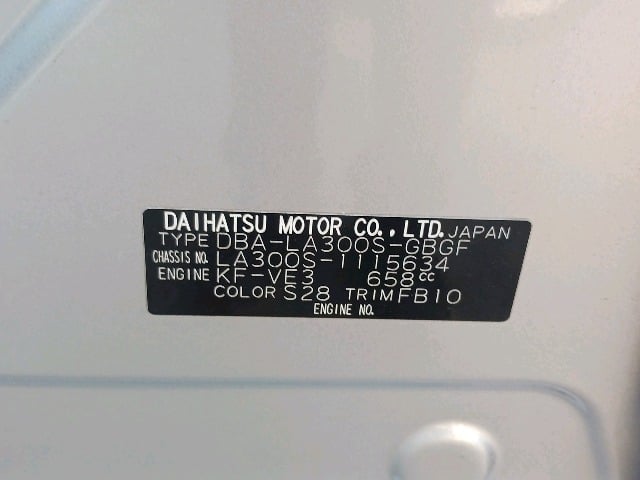 DAIHATSU MOTOR CO., LTD. JAPAN
TYPE DBA-LA300S-GBGF
CHASSIS NO. LA300S-1115634
ENGINE KF-VE3 658cc
COLOR S28 TRIM FB10
ENGINE NO.